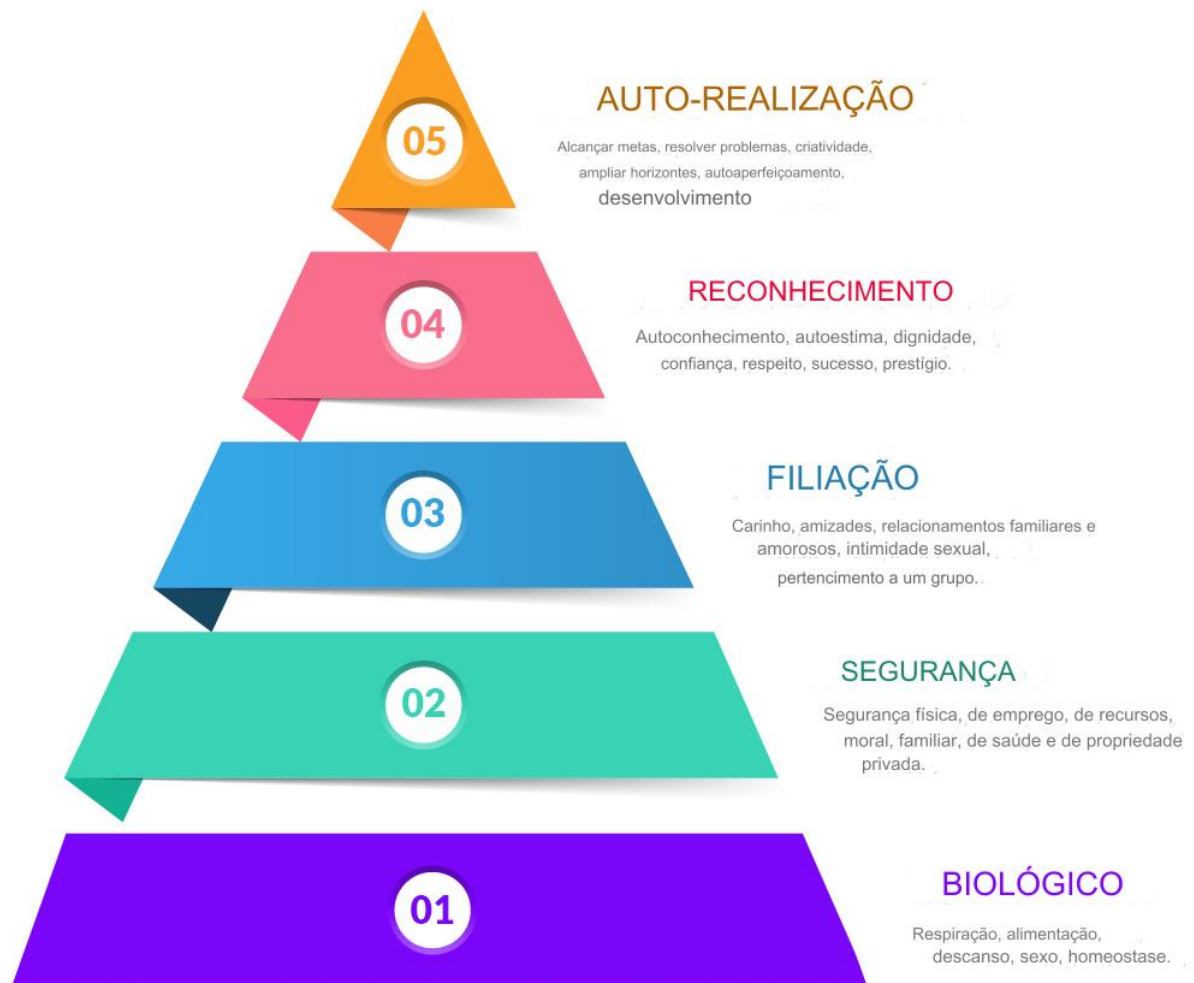 05
AUTO-REALIZAÇÃO
Alcançar metas, resolver problemas, criatividade,
ampliar horizontes, autoaperfeiçoamento,
desenvolvimento
04
RECONHECIMENTO
Autoconhecimento, autoestima, dignidade,
confiança, respeito, sucesso, prestígio.
03
FILIAÇÃO
Carinho, amizades, relacionamentos familiares e
amorosos, intimidade sexual,
pertencimento a um grupo.
02
SEGURANÇA
Segurança física, de emprego, de recursos,
moral, familiar, de saúde e de propriedade
privada.
01
BIOLÓGICO
Respiração, alimentação,
descanso, sexo, homeostase.